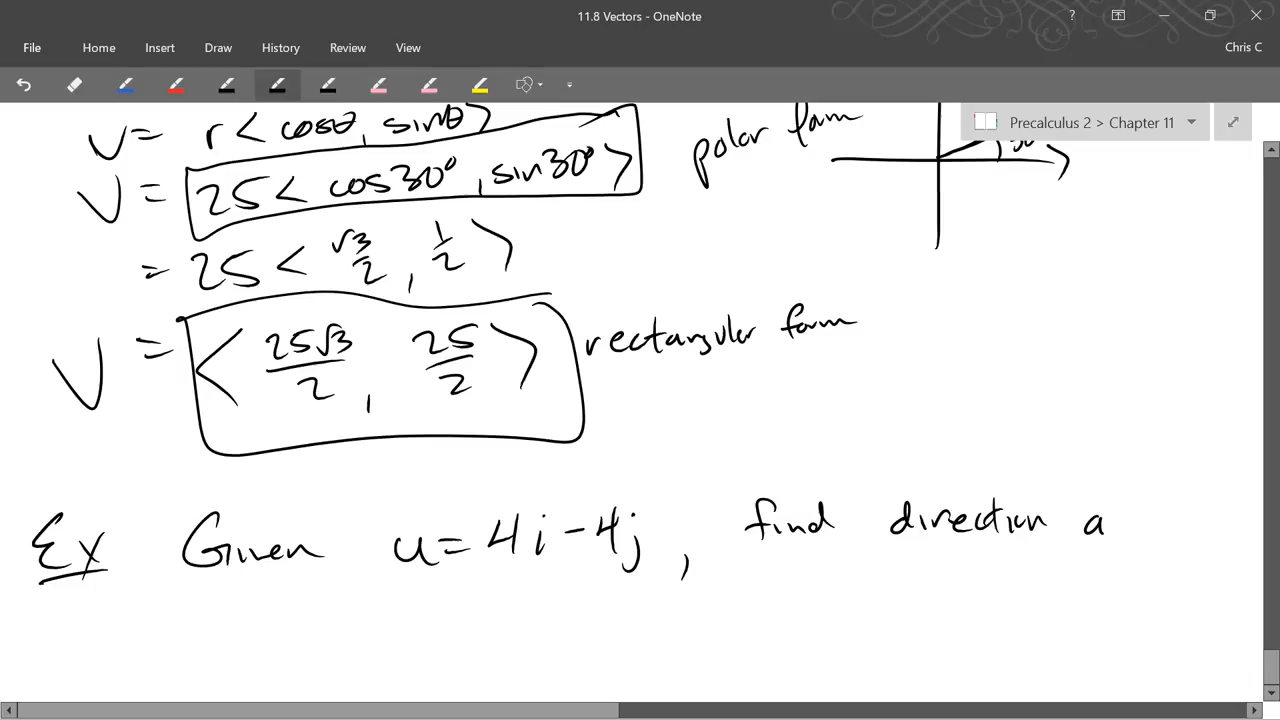 11.8 Vectors - OneNote
?
File Home Insert Draw History Review View
Chris C
Precalculus 2 > Chapter 11
V = r < cosθ, sinθ >
polar form
V = 25 < cos30°, sin30° >
= 25 < √3/2, 1/2 >
V = < 25√3/2, 25/2 > rectangular form
Ex Given u = 4i - 4j, find direction a